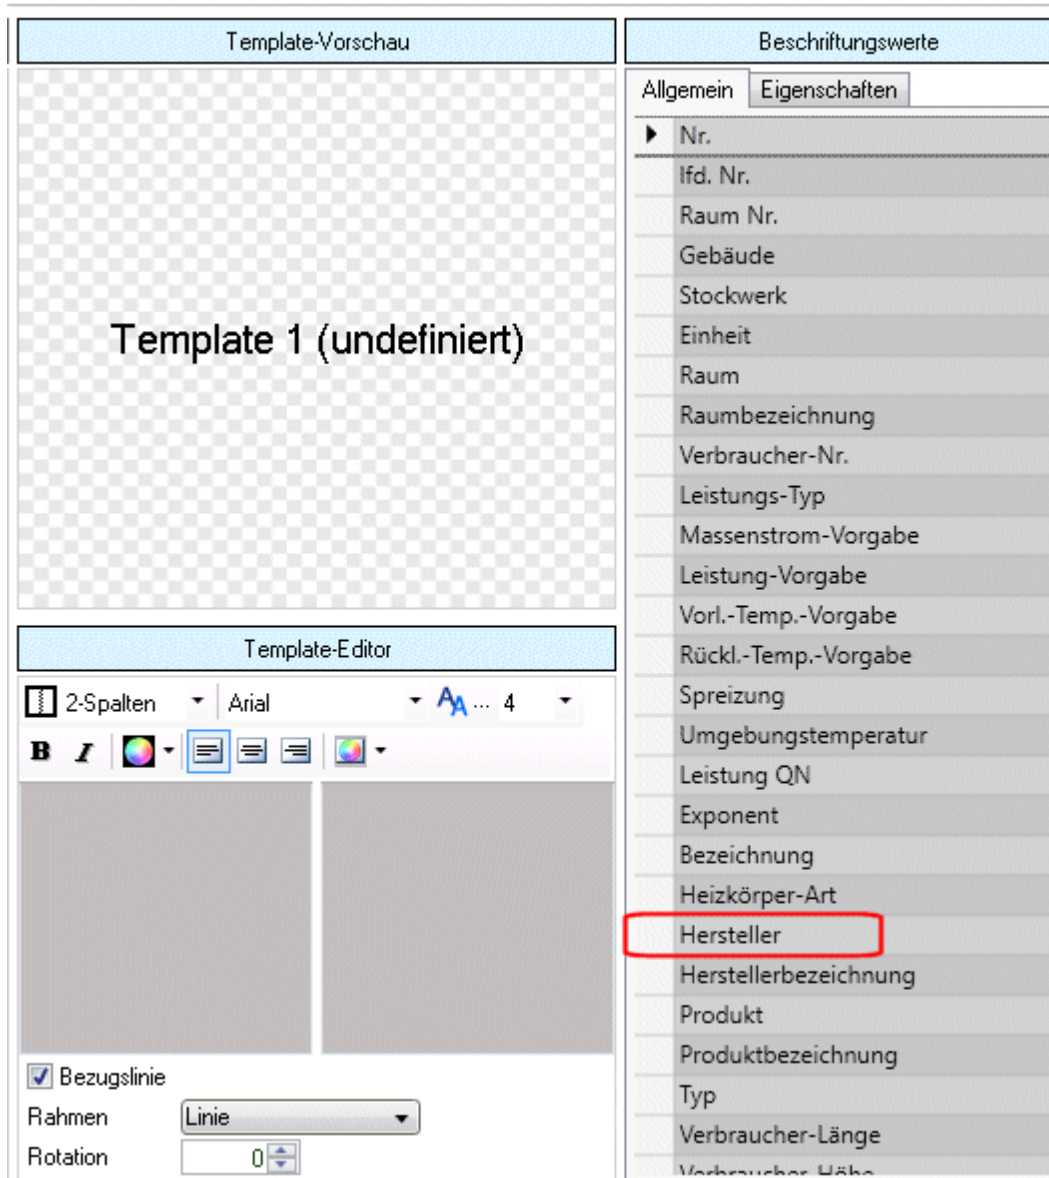 Template-Vorschau
Template 1 (undefiniert)
Template-Editor
2-Spalten
Arial
AA ... 4
B I
Bezugslinie
Rahmen Linie
Rotation 0
Beschriftungswerte
Allgemein Eigenschaften
Nr.
lfd. Nr.
Raum Nr.
Gebäude
Stockwerk
Einheit
Raum
Raumbezeichnung
Verbraucher-Nr.
Leistungs-Typ
Massenstrom-Vorgabe
Leistung-Vorgabe
Vorl.-Temp.-Vorgabe
Rückl.-Temp.-Vorgabe
Spreizung
Umgebungstemperatur
Leistung QN
Exponent
Bezeichnung
Heizkörper-Art
Hersteller
Herstellerbezeichnung
Produkt
Produktbezeichnung
Typ
Verbraucher-Länge
Verbraucher-Höhe